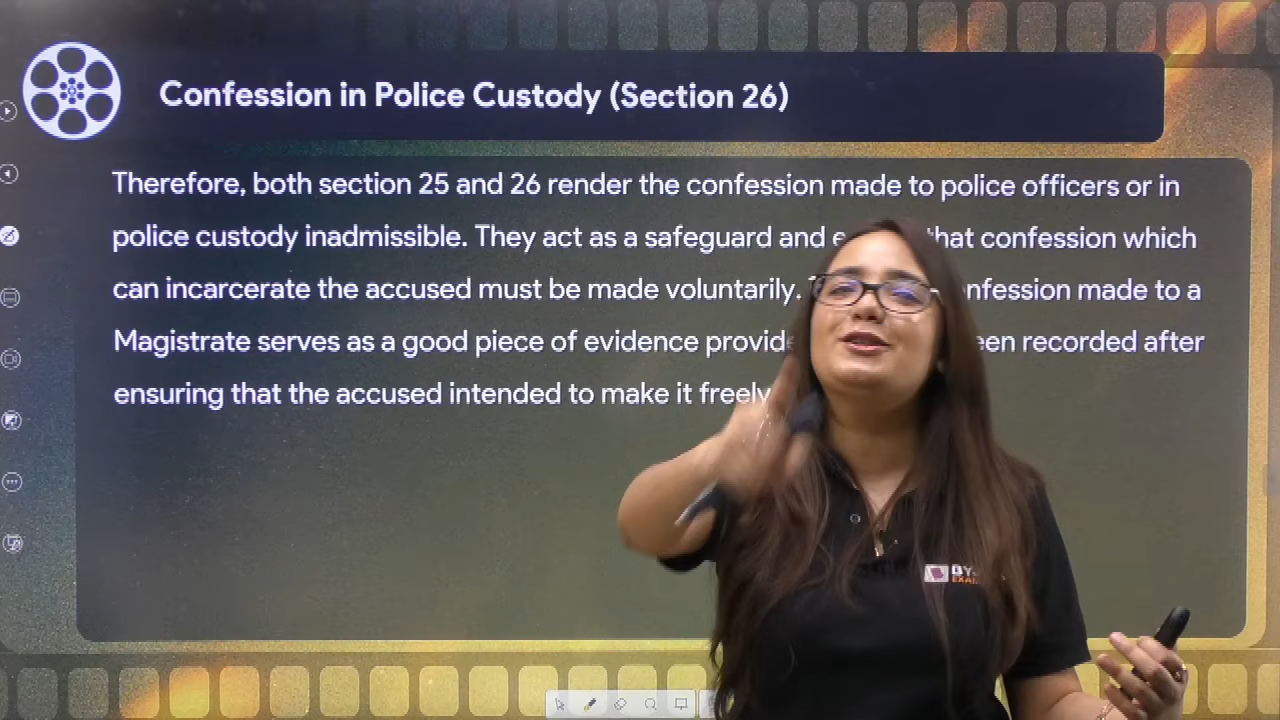 Confession in Police Custody (Section 26)
Therefore, both section 25 and 26 render the confession made to police officers or in
police custody inadmissible. They act as a safeguard and that confession which
can incarcerate the accused must be made voluntarily. made to a
Magistrate serves as a good piece of evidence recorded after
ensuring that the accused intended to make it freely